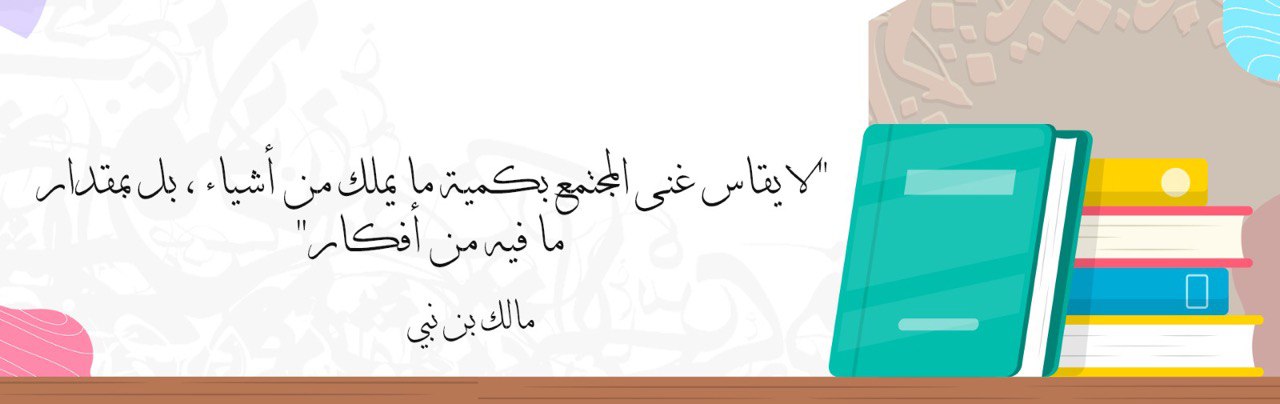 "لا يقاس غنى المجتمع بكمية ما يملك من أشياء ، بل بمقدار
ما فيه من أفكار"
مالك بن نبي